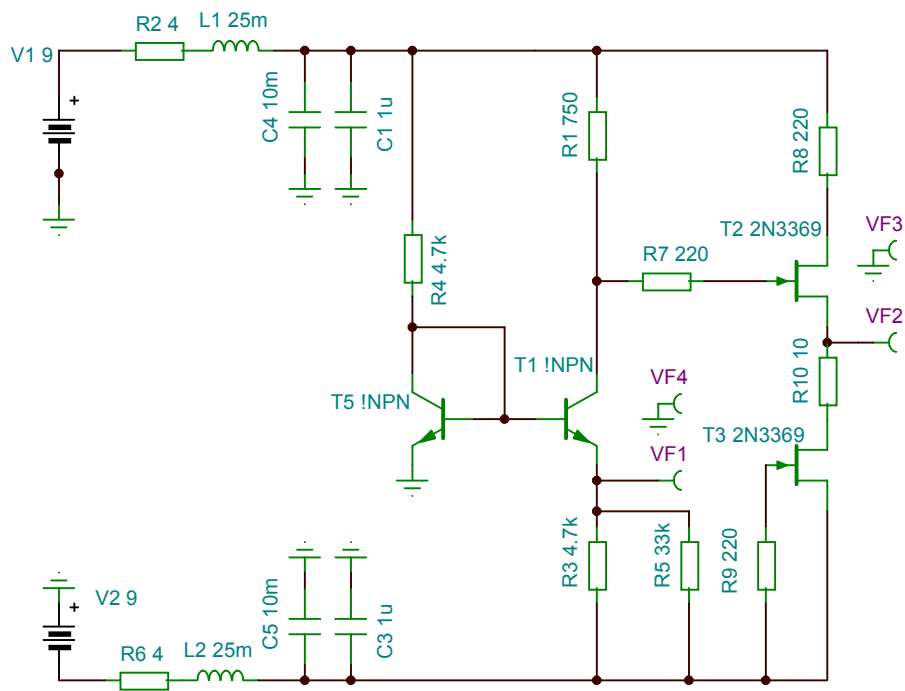 R2 4
L1 25m
V1 9
+
C4 10m
C1 1u
R1 750
R8 220
T2 2N3369
VF3
R4 4.7k
R7 220
VF2
T1 !NPN
VF4
R10 10
T5 !NPN
T3 2N3369
VF1
R3 4.7k
R5 33k
R9 220
V2 9
+
C5 10m
C3 1u
R6 4
L2 25m